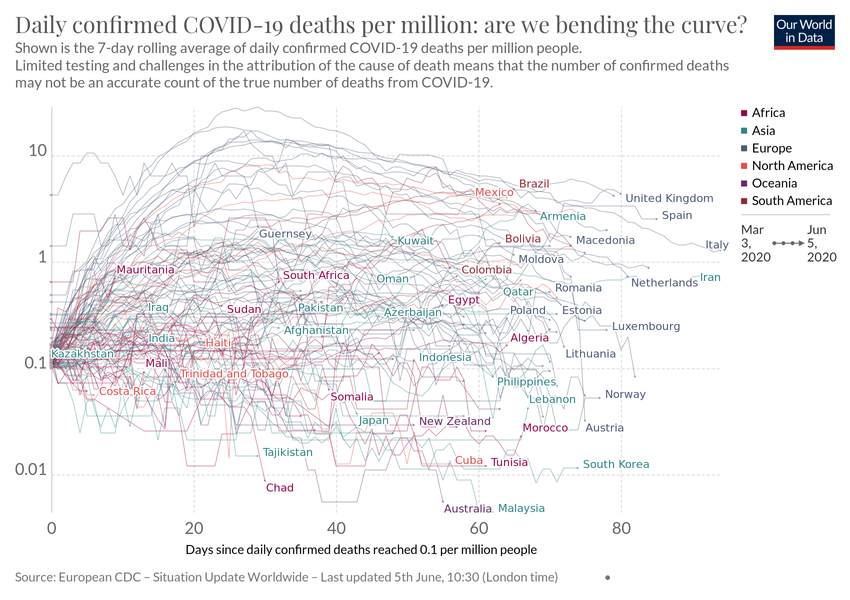 Daily confirmed COVID-19 deaths per million: are we bending the curve?
Our World
in Data
Shown is the 7-day rolling average of daily confirmed COVID-19 deaths per million people.
Limited testing and challenges in the attribution of the cause of death means that the number of confirmed deaths
may not be an accurate count of the true number of deaths from COVID-19.
10
1
0.1
0.01
Africa
Asia
Europe
North America
Oceania
South America
Mar
3,
2020
Jun
5,
2020
Brazil
Mexico
United Kingdom
Spain
Armenia
Guernsey
Kuwait
Bolivia
Macedonia
Italy
Moldova
Mauritania
South Africa
Oman
Colombia
Iran
Netherlands
Qatar
Romania
Egypt
Iraq
Sudan
Pakistan
Azerbaijan
Poland
Estonia
Luxembourg
Afghanistan
India
Haiti
Algeria
Kazakhstan
Indonesia
Lithuania
Mali
Trinidad and Tobago
Philippines
Costa Rica
Somalia
Lebanon
Norway
Japan
New Zealand
Morocco
Austria
Tajikistan
Cuba
Tunisia
South Korea
Chad
Australia
Malaysia
0
20
40
60
80
Days since daily confirmed deaths reached 0.1 per million people
Source: European CDC – Situation Update Worldwide – Last updated 5th June, 10:30 (London time)